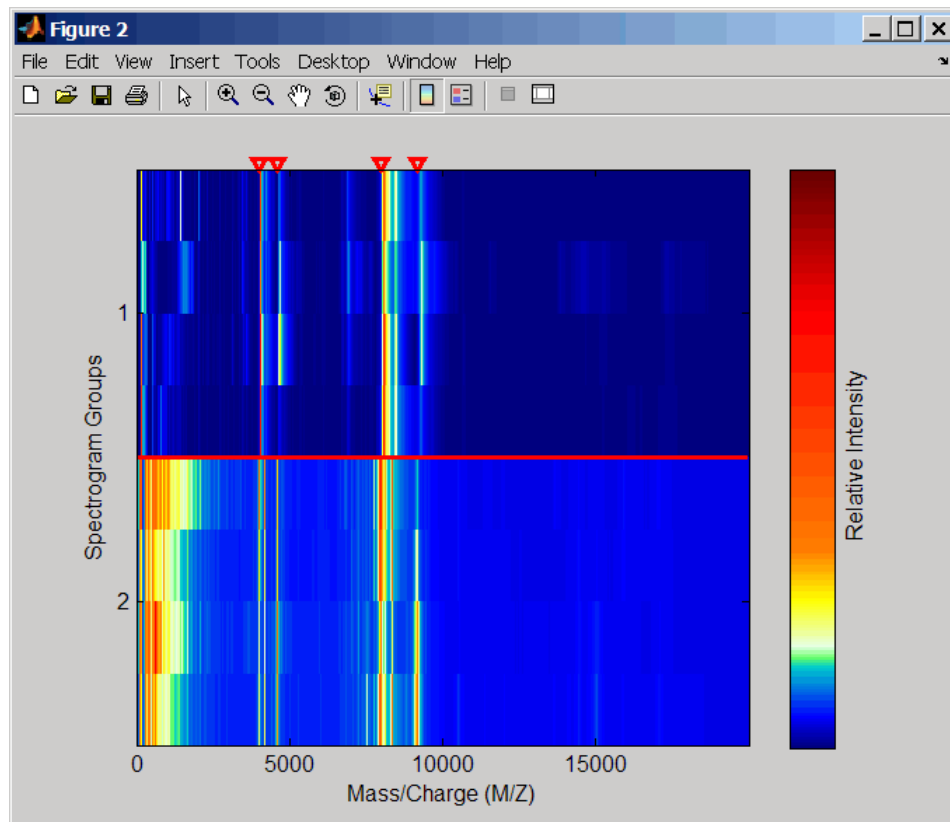 Figure 2
File Edit View Insert Tools Desktop Window Help
1
2
Spectrogram Groups
0 5000 10000 15000
Mass/Charge (M/Z)
Relative Intensity